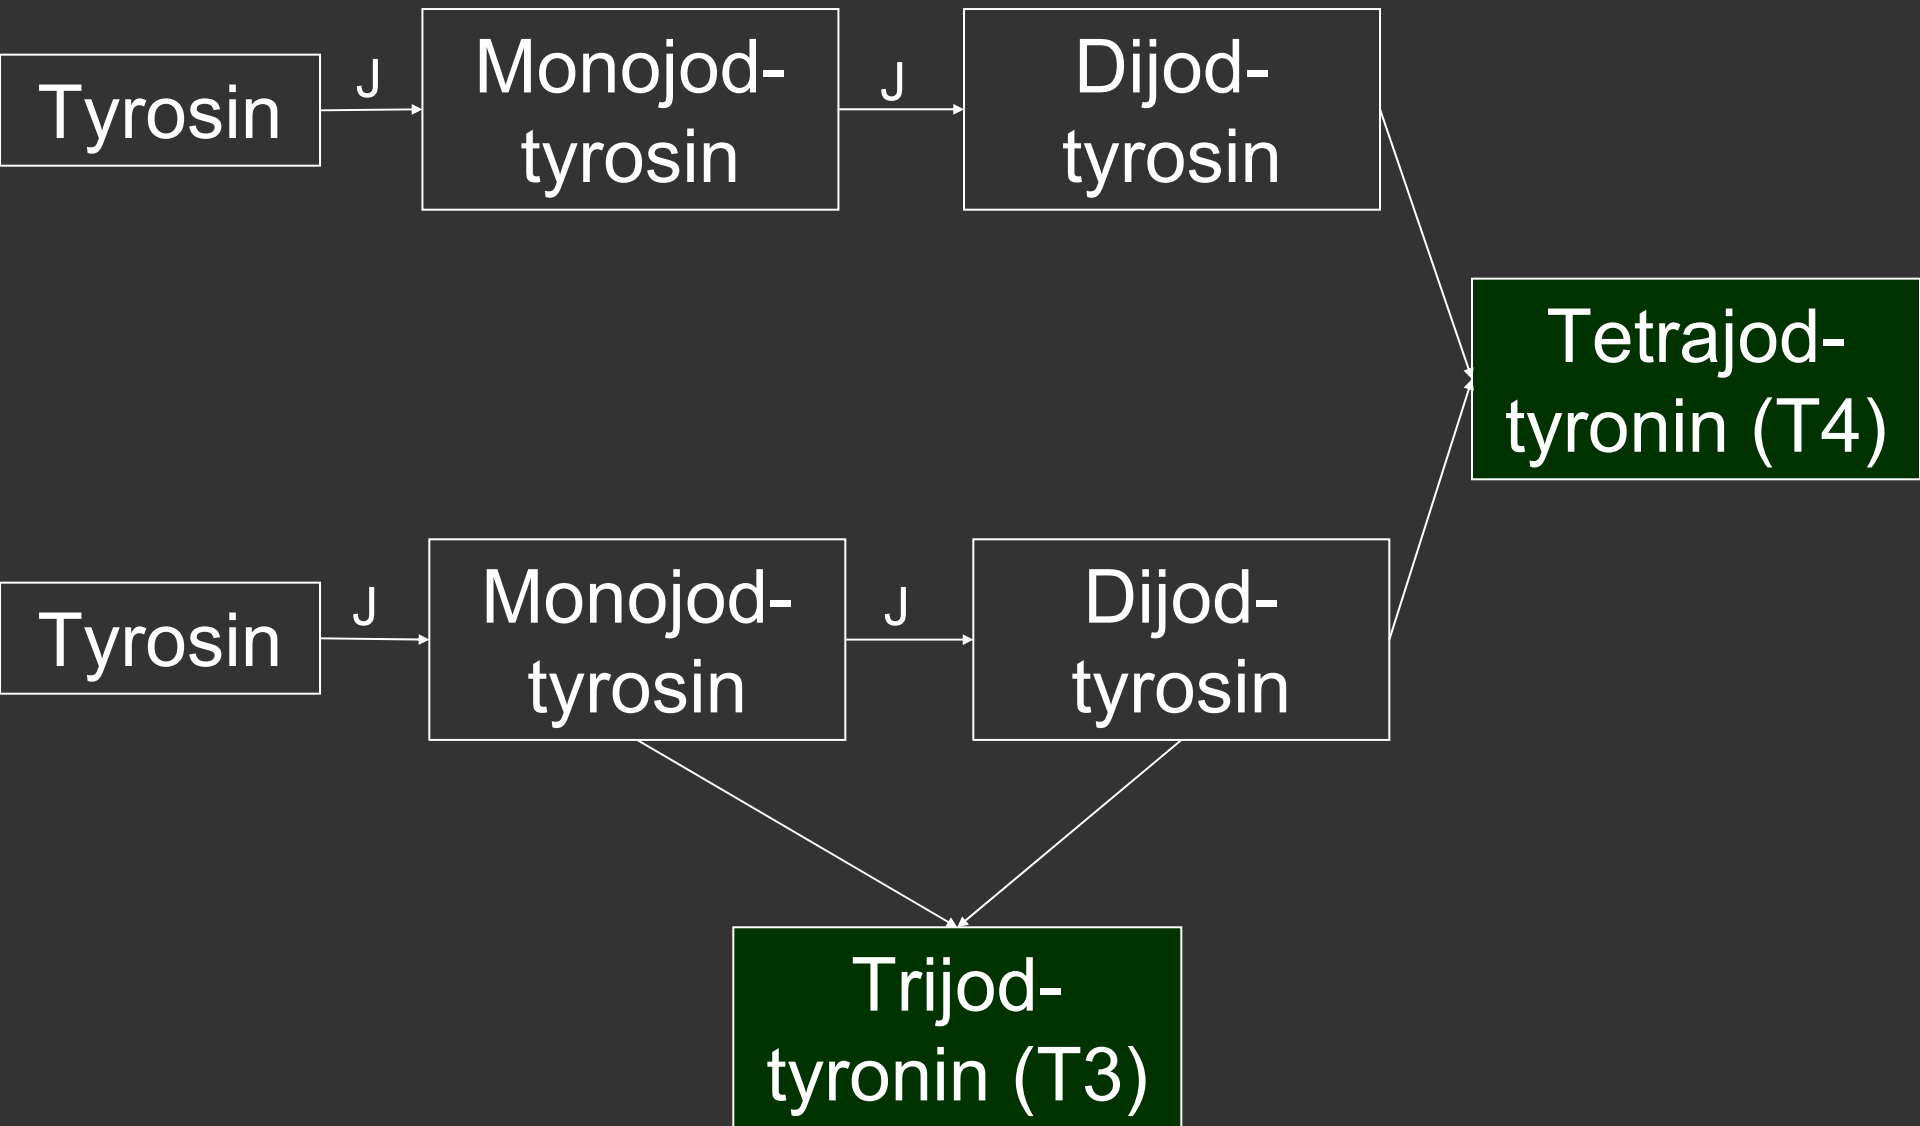 Tyrosin
J
Monojod-
tyrosin
J
Dijod-
tyrosin
Tetrajod-
tyronin (T4)
Tyrosin
J
Monojod-
tyrosin
J
Dijod-
tyrosin
Trijod-
tyronin (T3)